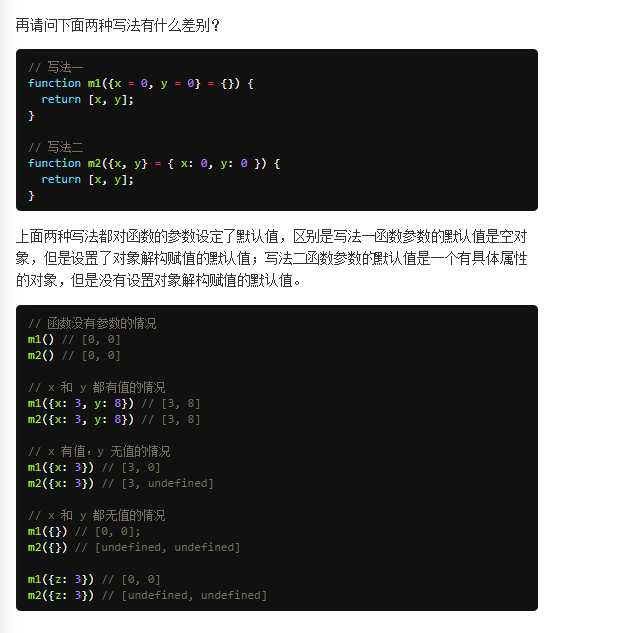 再请问下面两种写法有什么差别？
// 写法一
function m1({x = 0, y = 0} = {}) {
  return [x, y];
}
// 写法二
function m2({x, y} = { x: 0, y: 0 }) {
  return [x, y];
}
上面两种写法都对函数的参数设定了默认值，区别是写法一函数参数的默认值是空对
象，但是设置了对象解构赋值的默认值；写法二函数参数的默认值是一个有具体属性
的对象，但是没有设置对象解构赋值的默认值。
// 函数没有参数的情况
m1() // [0, 0]
m2() // [0, 0]
// x 和 y 都有值的情况
m1({x: 3, y: 8}) // [3, 8]
m2({x: 3, y: 8}) // [3, 8]
// x 有值，y 无值的情况
m1({x: 3}) // [3, 0]
m2({x: 3}) // [3, undefined]
// x 和 y 都无值的情况
m1({}) // [0, 0];
m2({}) // [undefined, undefined]
m1({z: 3}) // [0, 0]
m2({z: 3}) // [undefined, undefined]